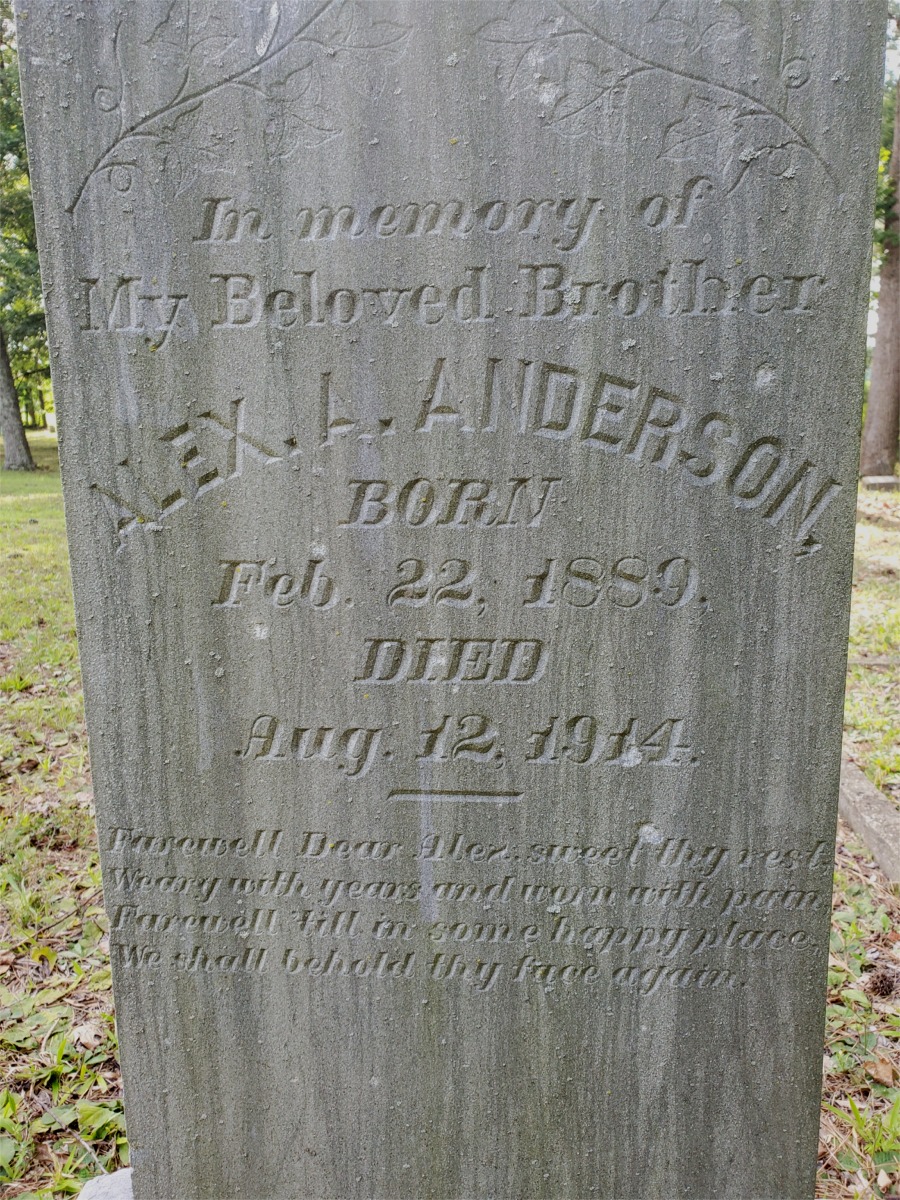 In memory of
My Beloved Brother
ALEX. A. ANDERSON,
BORN
Feb. 22, 1889.
DIED
Aug. 12, 1914.
Farewell Dear Alex. sweet thy rest.
Weary with years and worn with pain
Farewell 'till in some happy place,
We shall behold thy face again.